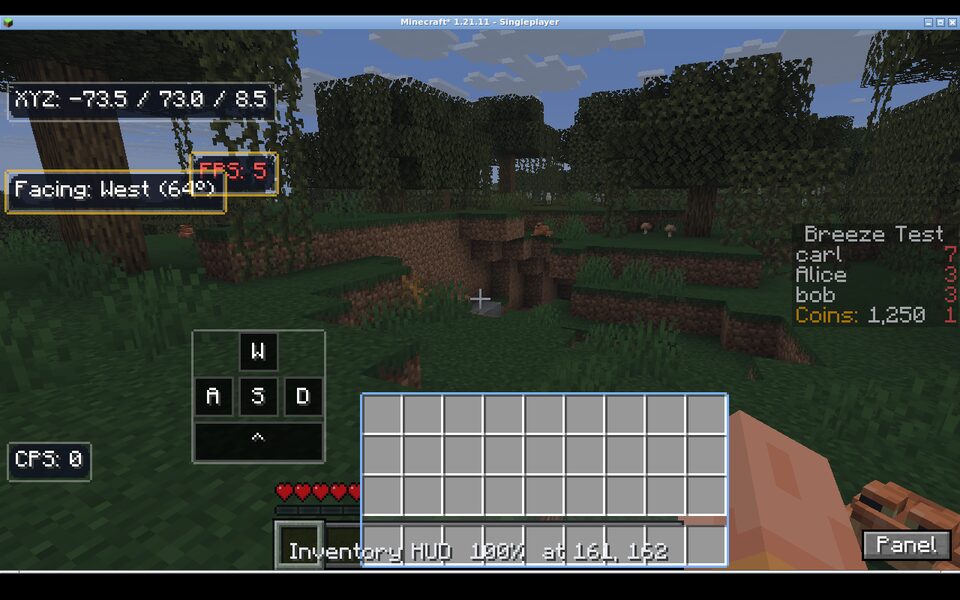 Minecraft* 1.21.11 - Singleplayer
XYZ: -73.5 / 73.0 / 8.5
FPS: 5
Facing: West (64º)
Breeze Test
carl 7
Alice 3
bob 3
Coins: 1,250 1
W
A S D
^
CPS: 0
Inventory HUD 100% at 161, 162
Panel